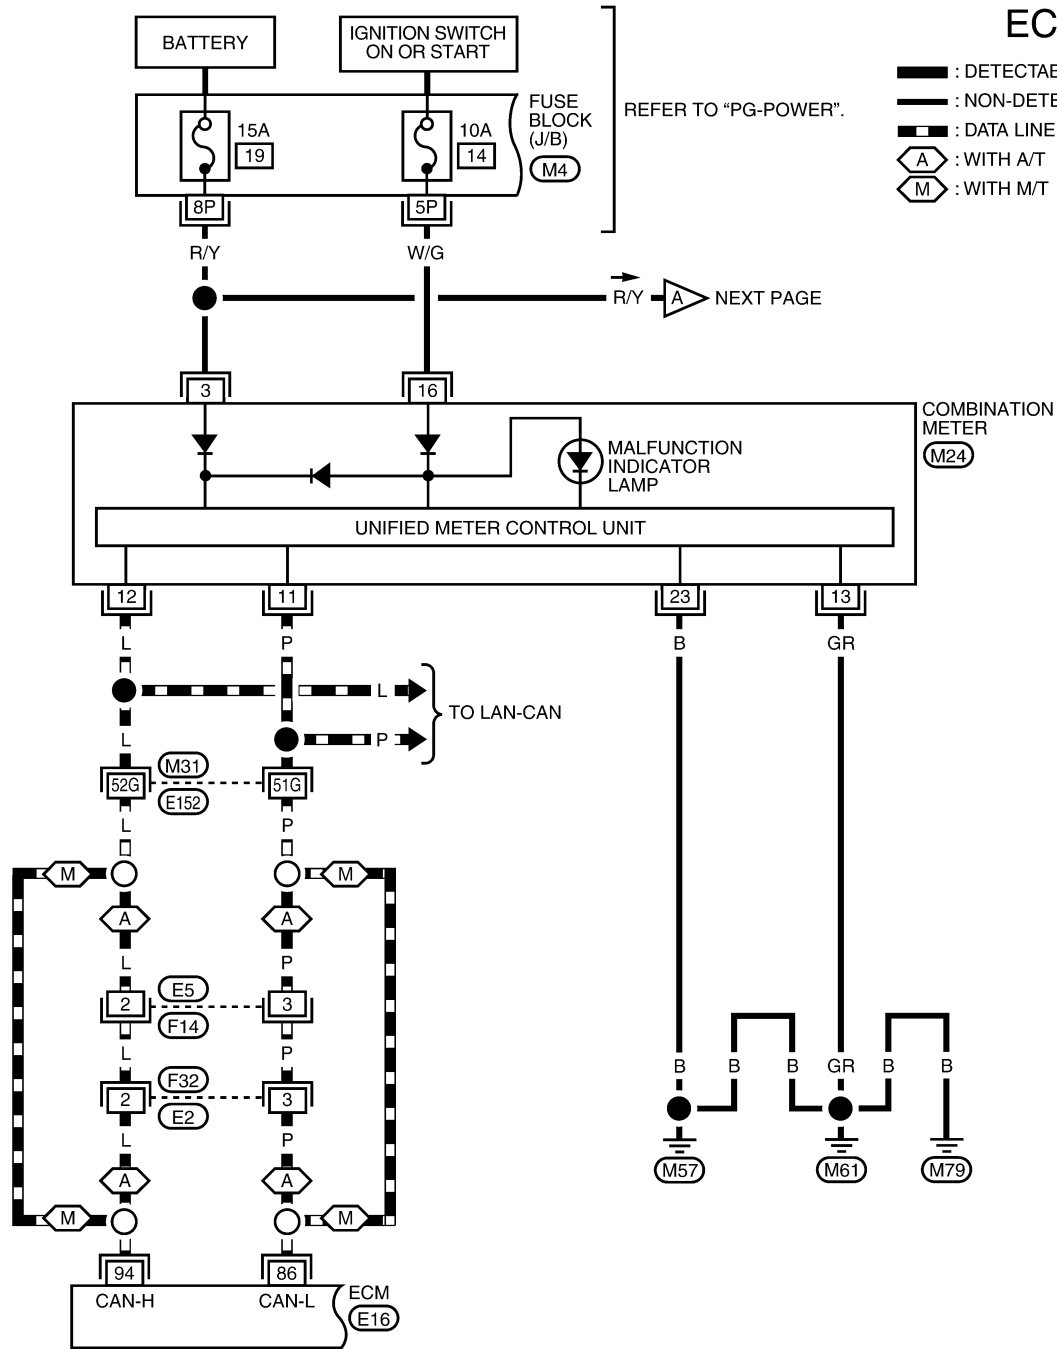 EC
BATTERY
IGNITION SWITCH
ON OR START
: DETECTAB
: NON-DETE
: DATA LINE
A : WITH A/T
M : WITH M/T
FUSE
BLOCK
(J/B)
M4
REFER TO “PG-POWER”.
15A
19
10A
14
8P
5P
R/Y
W/G
R/Y
A
NEXT PAGE
3
16
COMBINATION
METER
M24
MALFUNCTION
INDICATOR
LAMP
UNIFIED METER CONTROL UNIT
12
11
23
13
L
P
B
GR
L
P
TO LAN-CAN
L
52G
M31
E152
51G
L
P
M
M
A
A
L
P
2
E5
F14
3
L
P
2
F32
E2
3
L
P
A
A
M
M
B
B
B
GR
B
B
M57
M61
M79
94
86
CAN-H
CAN-L
ECM
E16